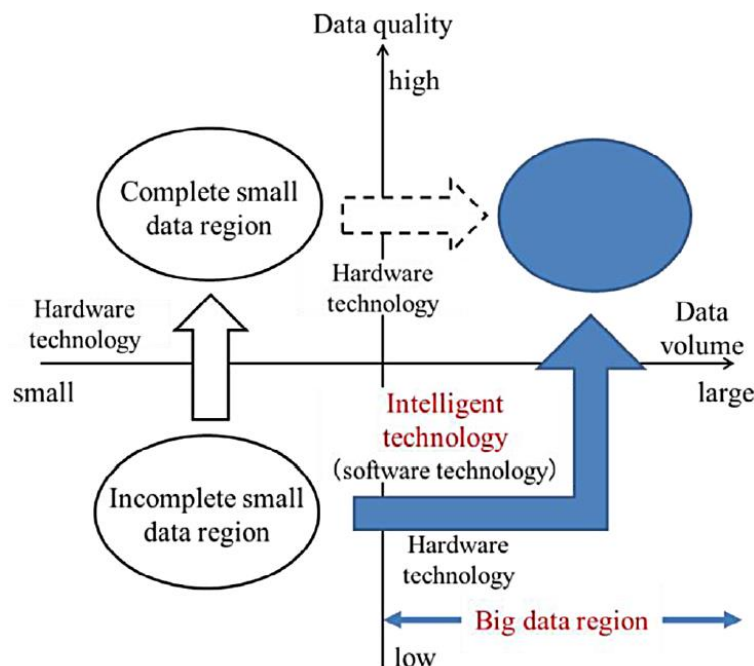 Data quality
high
Complete small
data region
Hardware
technology
Hardware
technology
Data
volume
small
large
Intelligent
technology
(software technology)
Incomplete small
data region
Hardware
technology
Big data region
low